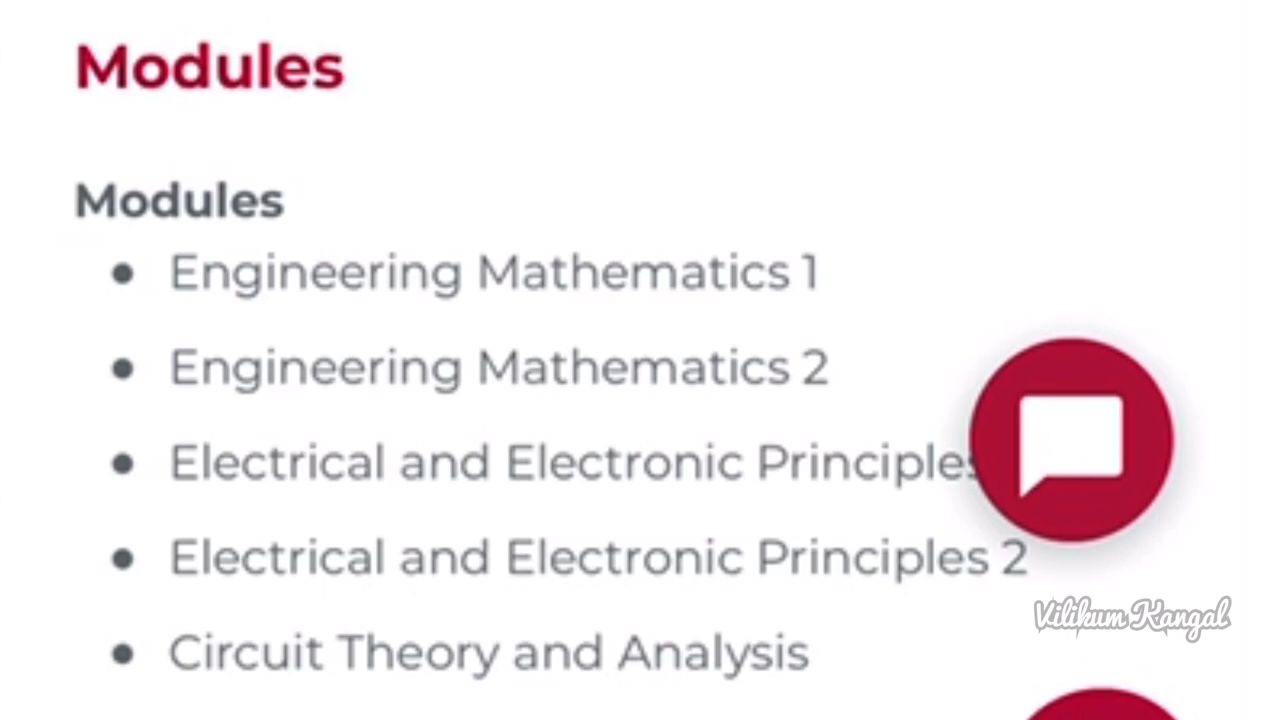 Modules
Modules
Engineering Mathematics 1
Engineering Mathematics 2
Electrical and Electronic Principles
Electrical and Electronic Principles 2
Circuit Theory and Analysis
Vilikum Kangal